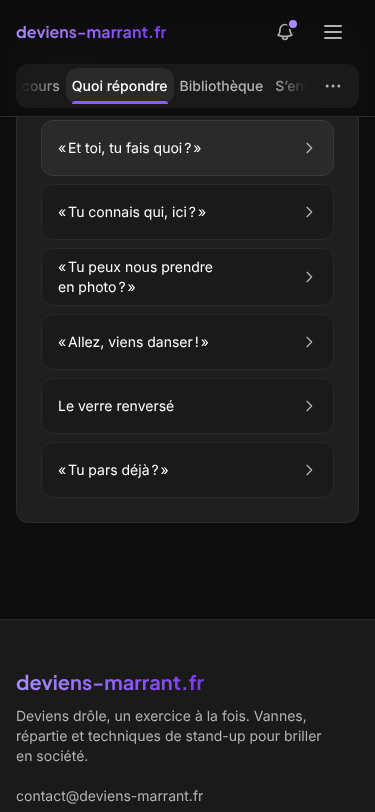 deviens-marrant.fr
cours Quoi répondre Bibliothèque S'en
« Et toi, tu fais quoi ? »
« Tu connais qui, ici ? »
« Tu peux nous prendre
en photo ? »
« Allez, viens danser ! »
Le verre renversé
« Tu pars déjà ? »
deviens-marrant.fr
Deviens drôle, un exercice à la fois. Vannes,
répartie et techniques de stand-up pour briller
en société.
contact@deviens-marrant.fr